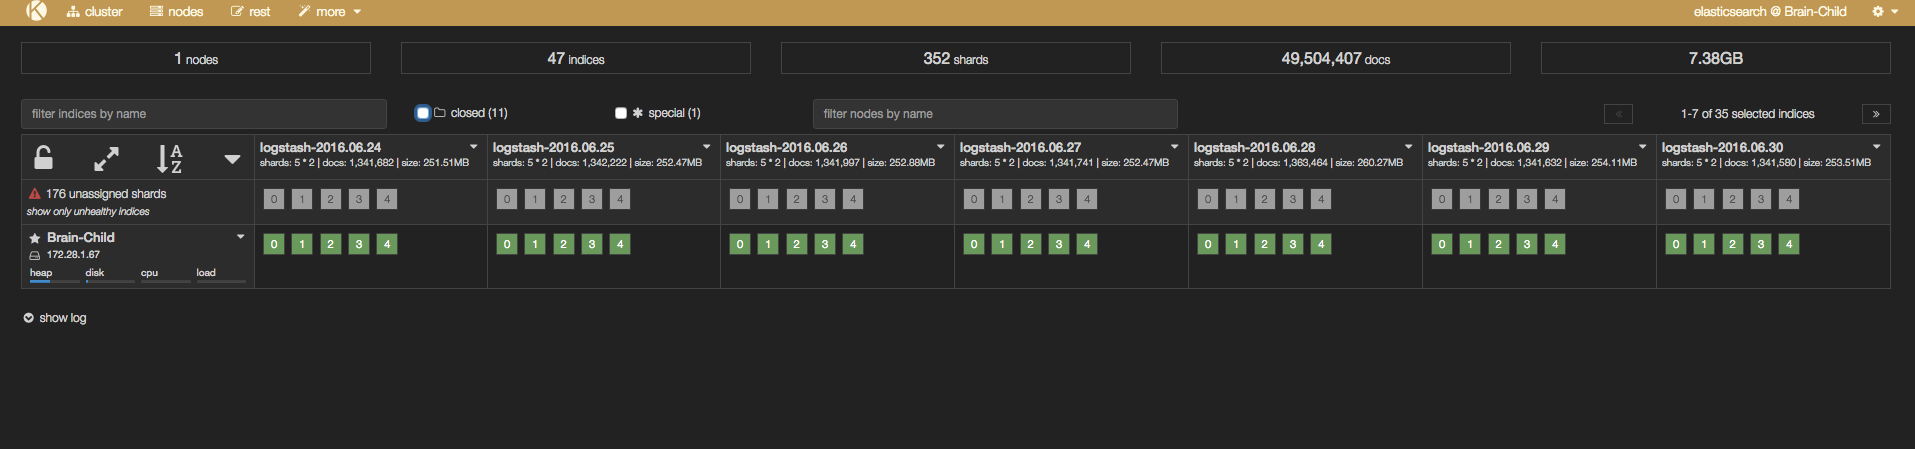 cluster nodes rest more elasticsearch @ Brain-Child
1 nodes 47 indices 352 shards 49,504,407 docs 7.38GB
filter indices by name closed (11) special (1) filter nodes by name « 1-7 of 35 selected indices »
A Z
logstash-2016.06.24 logstash-2016.06.25 logstash-2016.06.26 logstash-2016.06.27 logstash-2016.06.28 logstash-2016.06.29 logstash-2016.06.30
shards: 5 * 2 | docs: 1,341,682 | size: 251.51MB shards: 5 * 2 | docs: 1,342,222 | size: 252.47MB shards: 5 * 2 | docs: 1,341,997 | size: 252.88MB shards: 5 * 2 | docs: 1,341,741 | size: 252.47MB shards: 5 * 2 | docs: 1,363,464 | size: 260.27MB shards: 5 * 2 | docs: 1,341,632 | size: 254.11MB shards: 5 * 2 | docs: 1,341,580 | size: 253.51MB
176 unassigned shards 0 1 2 3 4 0 1 2 3 4 0 1 2 3 4 0 1 2 3 4 0 1 2 3 4 0 1 2 3 4 0 1 2 3 4
show only unhealthy indices
Brain-Child 0 1 2 3 4 0 1 2 3 4 0 1 2 3 4 0 1 2 3 4 0 1 2 3 4 0 1 2 3 4 0 1 2 3 4
172.28.1.67
heap disk cpu load
show log